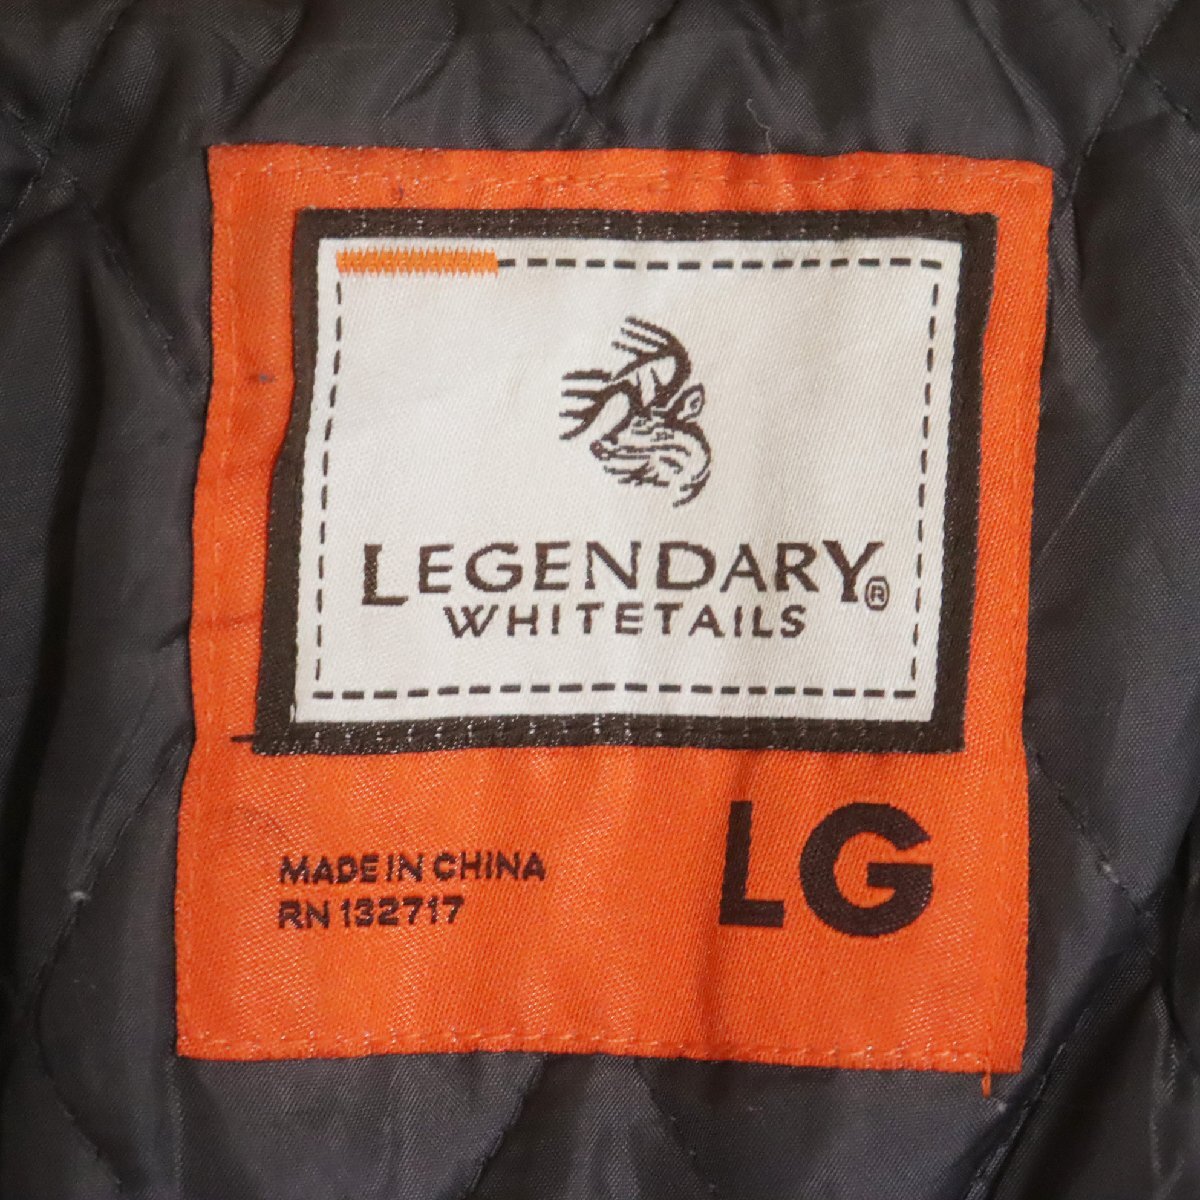 LEGENDARY®
WHITETAILS
MADE IN CHINA
RN 132717
LG